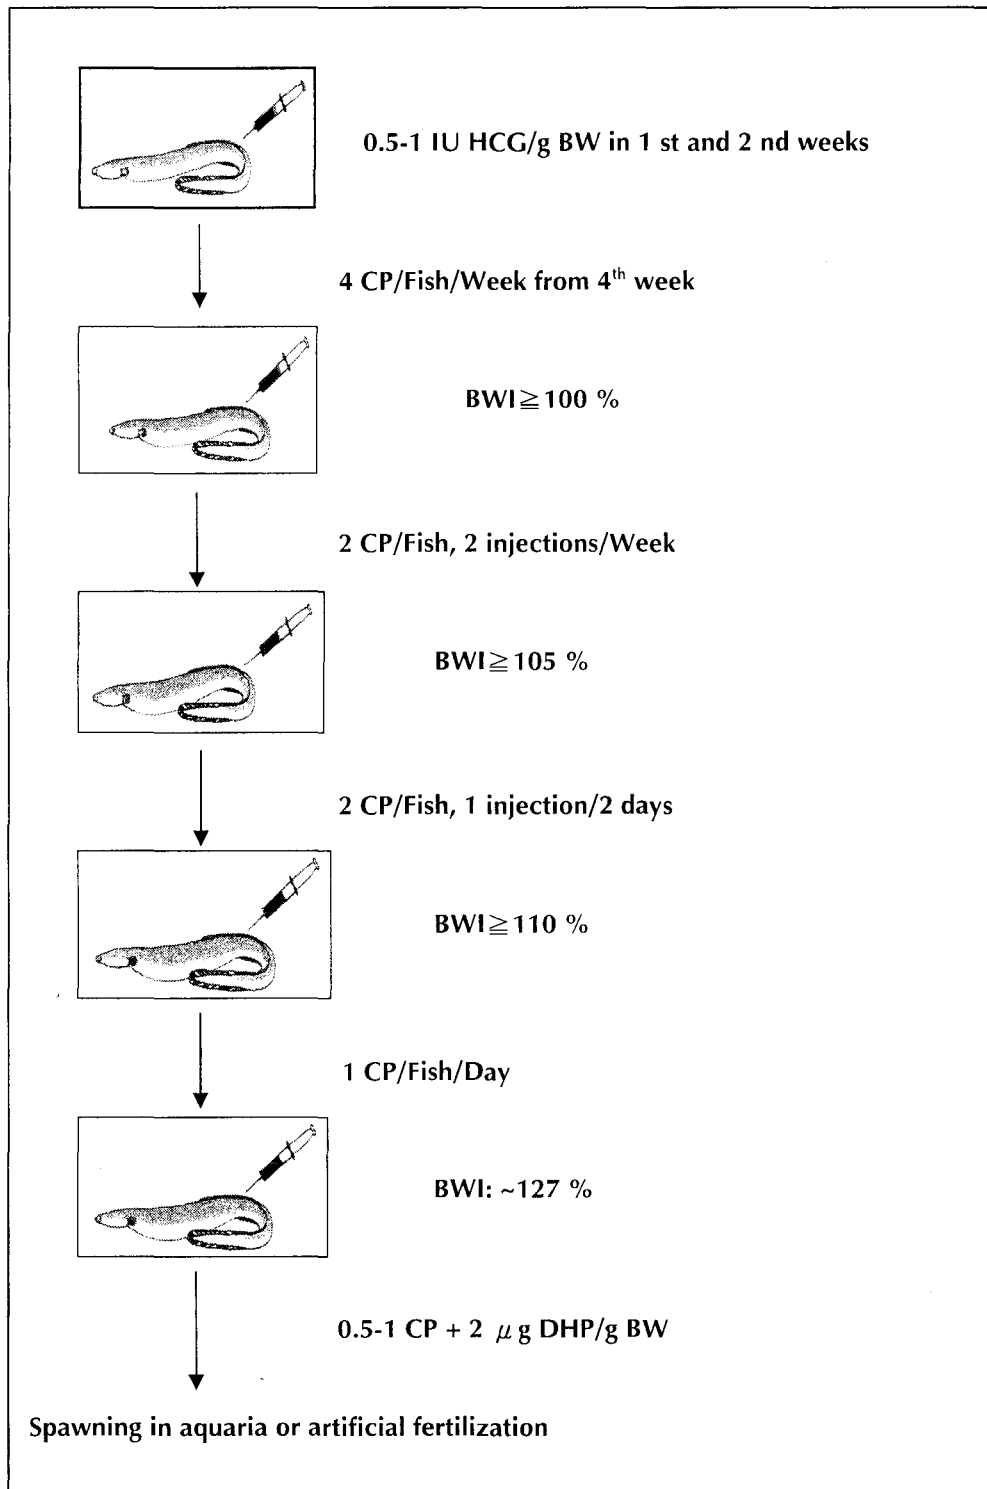 0.5-1 IU HCG/g BW in 1 st and 2 nd weeks
4 CP/Fish/Week from 4th week
BWI≧100 %
2 CP/Fish, 2 injections/Week
BWI≧105 %
2 CP/Fish, 1 injection/2 days
BWI≧110 %
1 CP/Fish/Day
BWI: ~127 %
0.5-1 CP + 2 μg DHP/g BW
Spawning in aquaria or artificial fertilization